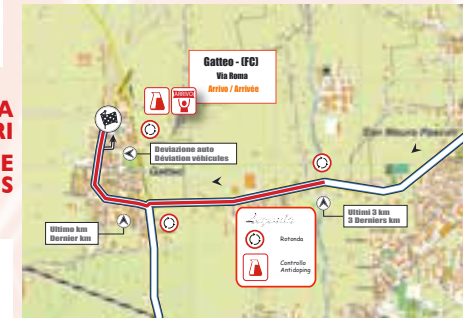 A
RI
E
S
Gatteo - (FC)
Via Roma
Arrivo / Arrivée
ARRIVO
Deviazione auto
Déviation véhicules
Gatteo
San Mauro Pascoli
Ultimo km
Dernier km
Ultimi 3 km
3 Derniers km
Legenda
Rotonda
Controllo
Antidoping